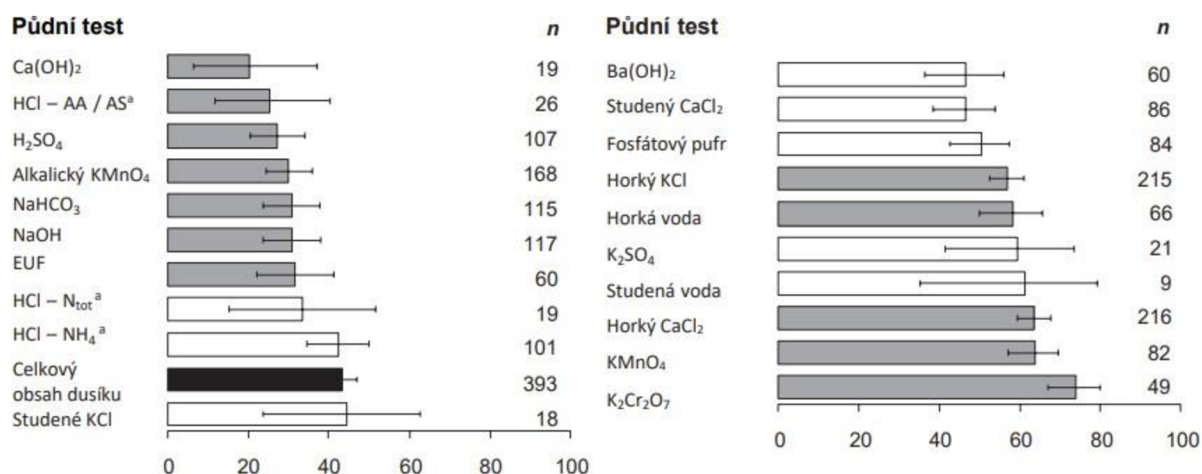 Půdní test n
Ca(OH)₂ 19
HCl – AA / ASᵃ 26
H₂SO₄ 107
Alkalický KMnO₄ 168
NaHCO₃ 115
NaOH 117
EUF 60
HCl – Nₜₒₜ ᵃ 19
HCl – NH₄ ᵃ 101
Celkový
obsah dusíku 393
Studené KCl 18
0 20 40 60 80 100
Půdní test n
Ba(OH)₂ 60
Studený CaCl₂ 86
Fosfátový pufr 84
Horký KCl 215
Horká voda 66
K₂SO₄ 21
Studená voda 9
Horký CaCl₂ 216
KMnO₄ 82
K₂Cr₂O₇ 49
0 20 40 60 80 100